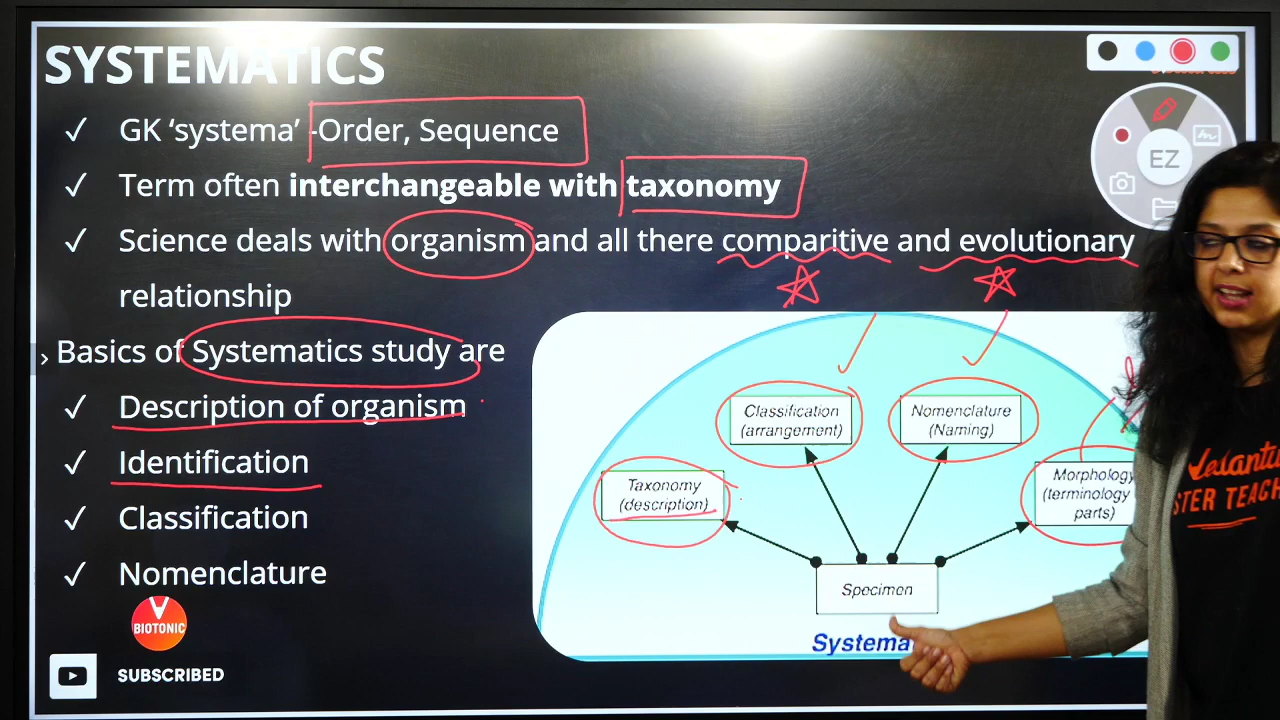 SYSTEMATICS
✓ GK ‘systema’ -Order, Sequence
✓ Term often interchangeable with taxonomy
✓ Science deals with organism and all there comparitive and evolutionary
relationship
› Basics of Systematics study are
✓ Description of organism
✓ Identification
✓ Classification
✓ Nomenclature
BIOTONIC
SUBSCRIBED
EZ
Classification
(arrangement)
Nomenclature
(Naming)
Taxonomy
(description)
Morphology
(terminology
parts)
Specimen